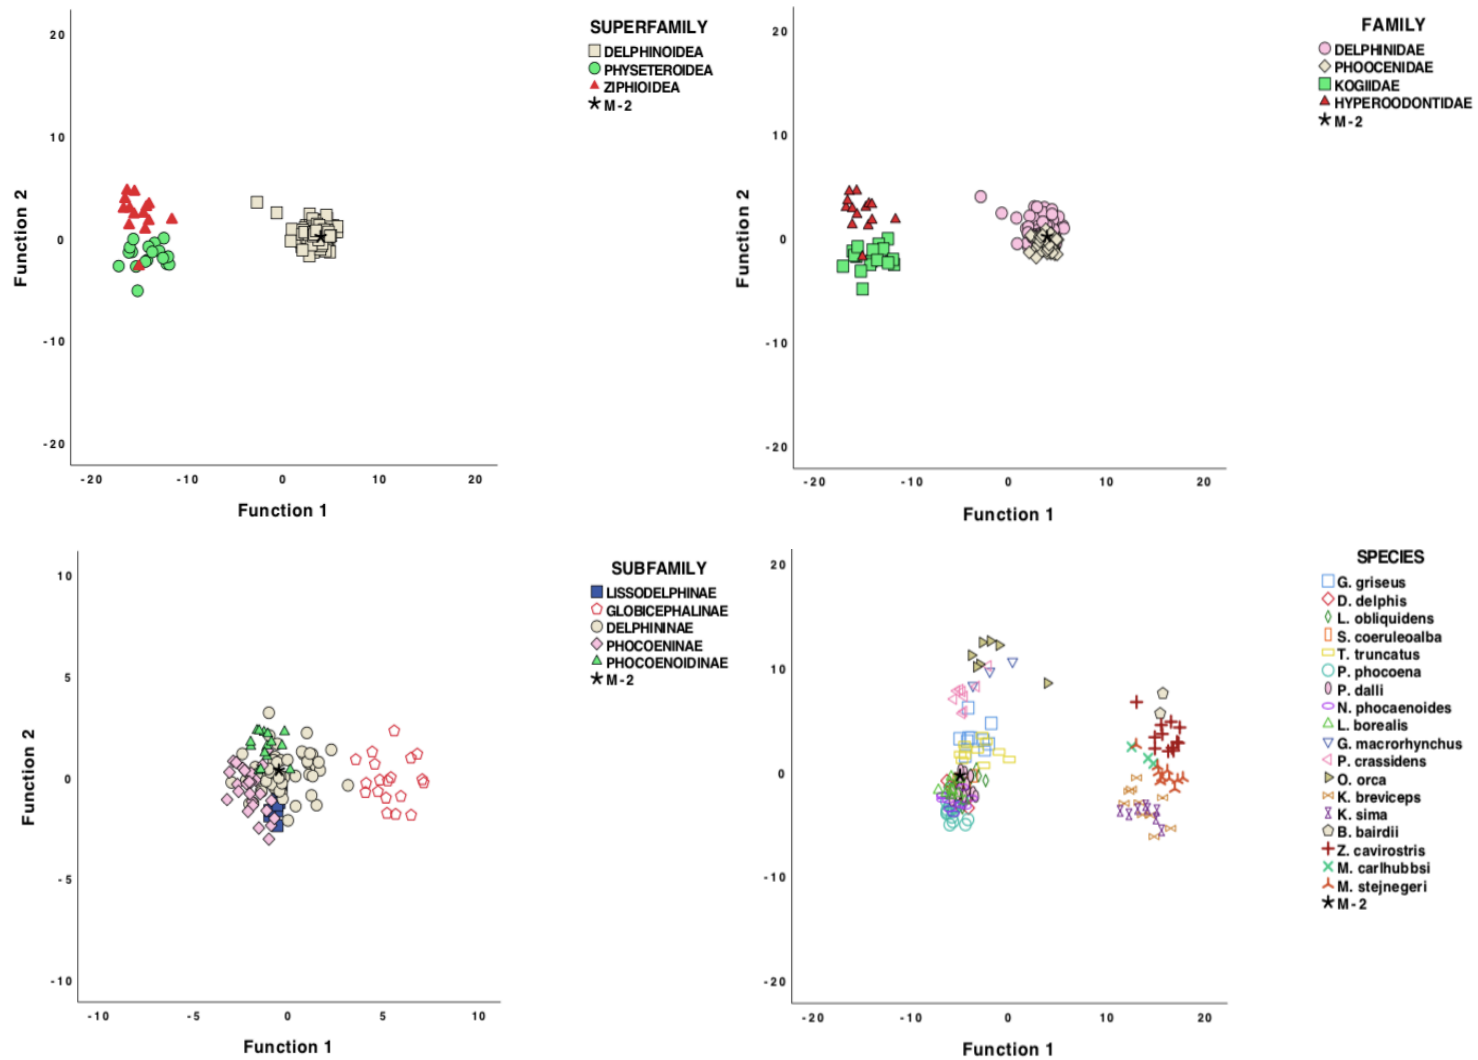 SUPERFAMILY
DELPHINOIDEA
PHYSETEROIDEA
ZIPHIOIDEA
M-2
20
10
0
-10
-20
Function 2
-20 -10 0 10 20
Function 1
FAMILY
DELPHINIDAE
PHOOCENIDAE
KOGIIDAE
HYPEROODONTIDAE
M-2
20
10
0
-10
-20
Function 2
-20 -10 0 10 20
Function 1
SUBFAMILY
LISSODELPHINAE
GLOBICEPHALINAE
DELPHININAE
PHOCOENINAE
PHOCOENOIDINAE
M-2
10
5
0
-5
-10
Function 2
-10 -5 0 5 10
Function 1
SPECIES
G. griseus
D. delphis
L. obliquidens
S. coeruleoalba
T. truncatus
P. phocoena
P. dalli
N. phocaenoides
L. borealis
G. macrorhynchus
P. crassidens
O. orca
K. breviceps
K. sima
B. bairdii
Z. cavirostris
M. carlhubbsi
M. stejnegeri
M-2
20
10
0
-10
-20
-20 -10 0 10 20
Function 1